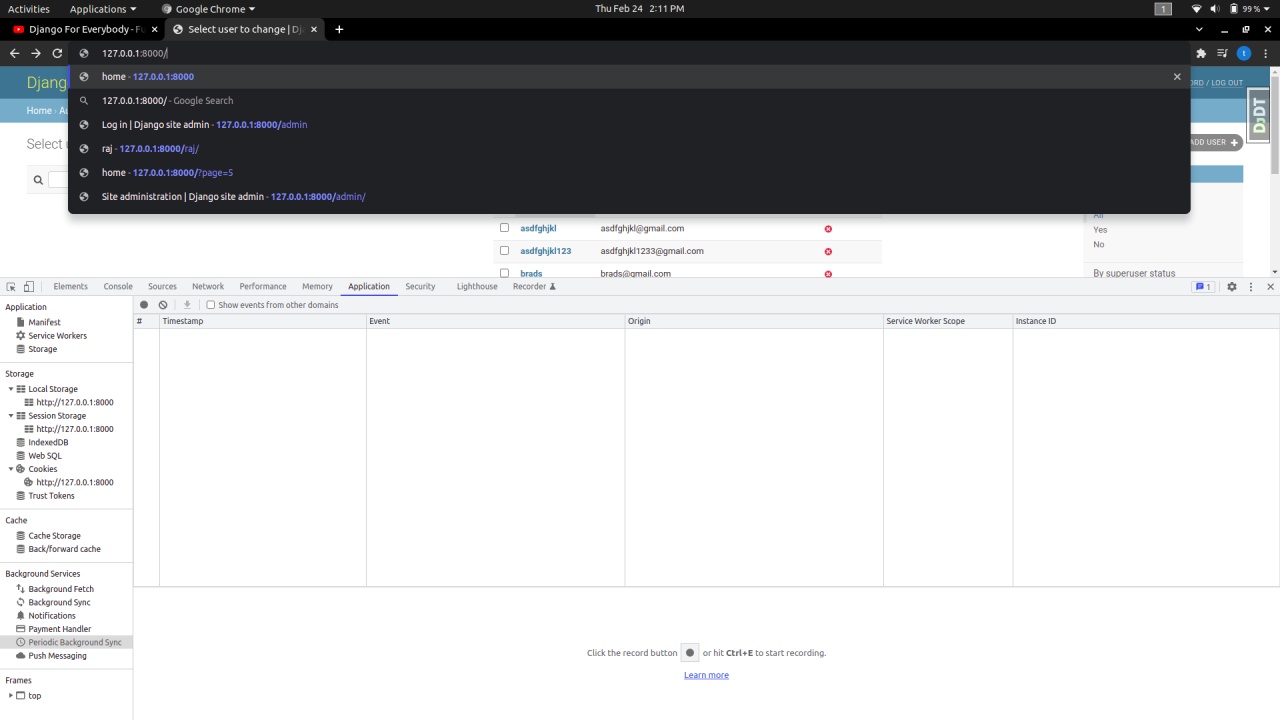 Activities Applications Google Chrome Thu Feb 24 2:11 PM 1 99 %
Django For Everybody - Fu Select user to change | Dj
127.0.0.1:8000/
home - 127.0.0.1:8000
127.0.0.1:8000/ - Google Search
Log in | Django site admin - 127.0.0.1:8000/admin
raj - 127.0.0.1:8000/raj/
home - 127.0.0.1:8000/?page=5
Site administration | Django site admin - 127.0.0.1:8000/admin/
Djang
ORD / LOG OUT
Home › Au
DJDT
Select u
ADD USER
All
asdfghjkl asdfghjkl@gmail.com
Yes
asdfghjkl123 asdfghjkl1233@gmail.com
No
brads brads@gmail.com
By superuser status
Elements Console Sources Network Performance Memory Application Security Lighthouse Recorder 1
Application
Manifest
Service Workers
Storage
Storage
Local Storage
http://127.0.0.1:8000
Session Storage
http://127.0.0.1:8000
IndexedDB
Web SQL
Cookies
http://127.0.0.1:8000
Trust Tokens
Cache
Cache Storage
Back/forward cache
Background Services
Background Fetch
Background Sync
Notifications
Payment Handler
Periodic Background Sync
Push Messaging
Frames
top
Show events from other domains
# Timestamp Event Origin Service Worker Scope Instance ID
Click the record button or hit Ctrl+E to start recording.
Learn more